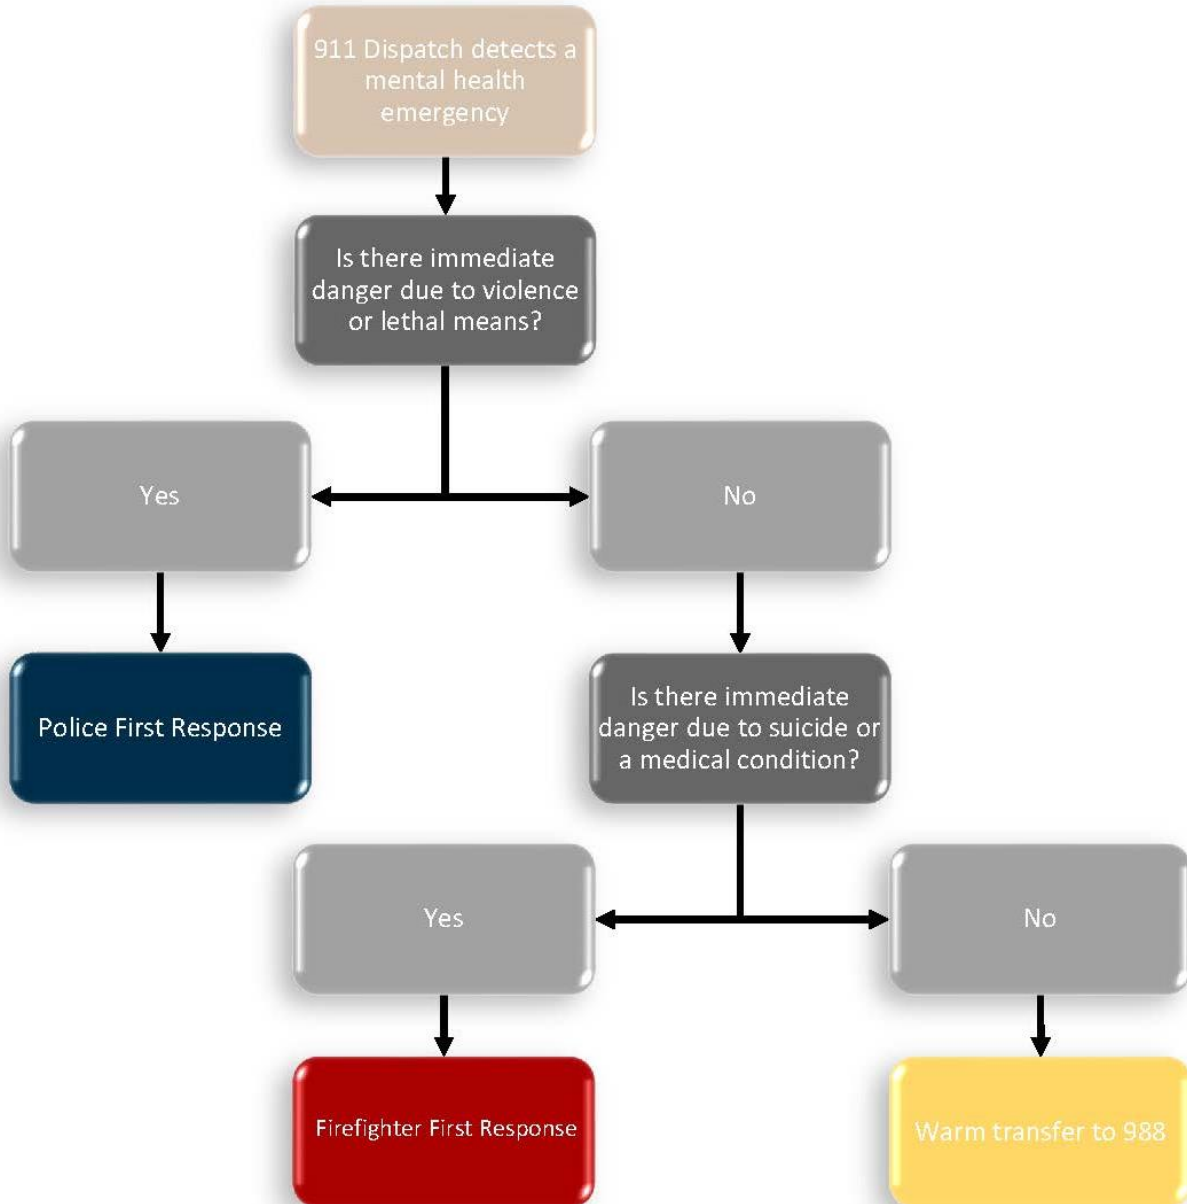 911 Dispatch detects a
mental health
emergency
Is there immediate
danger due to violence
or lethal means?
Yes
No
Police First Response
Is there immediate
danger due to suicide or
a medical condition?
Yes
No
Firefighter First Response
Warm transfer to 988